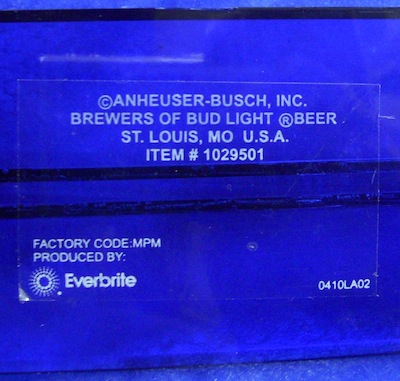 ©ANHEUSER-BUSCH, INC.
BREWERS OF BUD LIGHT ®BEER
ST. LOUIS, MO U.S.A.
ITEM # 1029501
FACTORY CODE:MPM
PRODUCED BY:
Everbrite
0410LA02